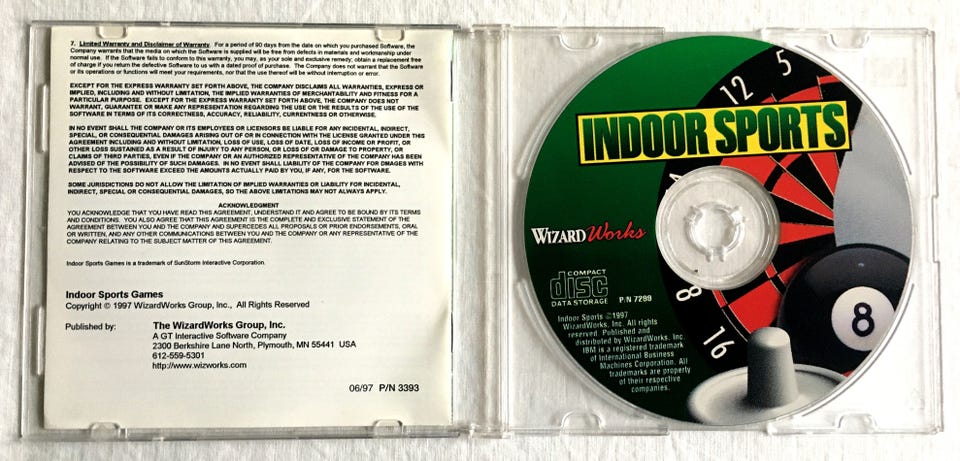 7. Limited Warranty and Disclaimer of Warranty. For a period of 90 days from the date on which you purchased Software, the
Company warrants that the media on which the Software is supplied will be free from defects in materials and workmanship under
normal use. If the Software fails to conform to this warranty, you may, as your sole and exclusive remedy, obtain a replacement free
of charge if you return the defective Software to us with a dated proof of purchase. The Company does not warrant that the Software
or its operations or functions will meet your requirements, nor that the use thereof will be without interruption or error.
EXCEPT FOR THE EXPRESS WARRANTY SET FORTH ABOVE, THE COMPANY DISCLAIMS ALL WARRANTIES, EXPRESS OR
IMPLIED, INCLUDING AND WITHOUT LIMITATION, THE IMPLIED WARRANTIES OF MERCHANTABILITY AND FITNESS FOR A
PARTICULAR PURPOSE. EXCEPT FOR THE EXPRESS WARRANTY SET FORTH ABOVE, THE COMPANY DOES NOT
WARRANT, GUARANTEE OR MAKE ANY REPRESENTATION REGARDING THE USE OR THE RESULTS OF THE USE OF THE
SOFTWARE IN TERMS OF ITS CORRECTNESS, ACCURACY, RELIABILITY, CURRENTNESS OR OTHERWISE.
IN NO EVENT SHALL THE COMPANY OR ITS EMPLOYEES OR LICENSORS BE LIABLE FOR ANY INCIDENTAL, INDIRECT,
SPECIAL, OR CONSEQUENTIAL DAMAGES ARISING OUT OF OR IN CONNECTION WITH THE LICENSE GRANTED UNDER THIS
AGREEMENT INCLUDING AND WITHOUT LIMITATION, LOSS OF USE, LOSS OF DATE, LOSS OF INCOME OR PROFIT, OR
OTHER LOSS SUSTAINED AS A RESULT OF INJURY TO ANY PERSON, OR LOSS OF OR DAMAGE TO PROPERTY, OR
CLAIMS OF THIRD PARTIES, EVEN IF THE COMPANY OR AN AUTHORIZED REPRESENTATIVE OF THE COMPANY HAS BEEN
ADVISED OF THE POSSIBILITY OF SUCH DAMAGES. IN NO EVENT SHALL LIABILITY OF THE COMPANY FOR DAMAGES WITH
RESPECT TO THE SOFTWARE EXCEED THE AMOUNTS ACTUALLY PAID BY YOU, IF ANY, FOR THE SOFTWARE.
SOME JURISDICTIONS DO NOT ALLOW THE LIMITATION OF IMPLIED WARRANTIES OR LIABILITY FOR INCIDENTAL,
INDIRECT, SPECIAL OR CONSEQUENTIAL DAMAGES, SO THE ABOVE LIMITATIONS MAY NOT ALWAYS APPLY.
ACKNOWLEDGMENT
YOU ACKNOWLEDGE THAT YOU HAVE READ THIS AGREEMENT, UNDERSTAND IT AND AGREE TO BE BOUND BY ITS TERMS
AND CONDITIONS. YOU ALSO AGREE THAT THIS AGREEMENT IS THE COMPLETE AND EXCLUSIVE STATEMENT OF THE
AGREEMENT BETWEEN YOU AND THE COMPANY AND SUPERCEDES ALL PROPOSALS OR PRIOR ENDORSEMENTS, ORAL
OR WRITTEN, AND ANY OTHER COMMUNICATIONS BETWEEN YOU AND THE COMPANY OR ANY REPRESENTATIVE OF THE
COMPANY RELATING TO THE SUBJECT MATTER OF THIS AGREEMENT.
Indoor Sports Games is a trademark of SunStorm Interactive Corporation.
Indoor Sports Games
Copyright © 1997 WizardWorks Group, Inc., All Rights Reserved
Published by: The WizardWorks Group, Inc.
A GT Interactive Software Company
2300 Berkshire Lane North, Plymouth, MN 55441 USA
612-559-5301
http://www.wizworks.com
06/97 P/N 3393
12 5
INDOOR SPORTS
WIZARDWorks
COMPACT
disc
DATA STORAGE
P/N 7299
8
16
8
Indoor Sports ©1997
WizardWorks, Inc. All rights
reserved. Published and
distributed by WizardWorks, Inc.
IBM is a registered trademark
of International Business
Machines Corporation. All
trademarks are property
of their respective
companies.